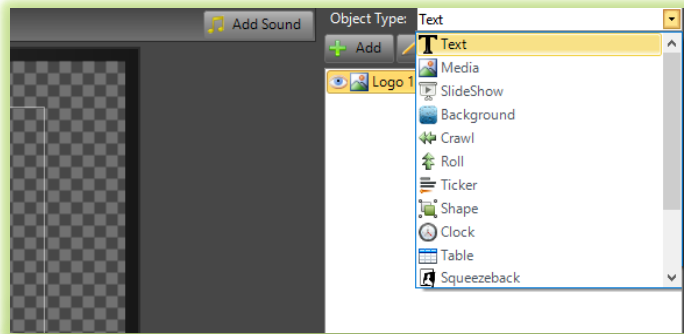 Add Sound
Object Type: Text
Add
Text
Logo 1
Media
SlideShow
Background
Crawl
Roll
Ticker
Shape
Clock
Table
Squeezeback